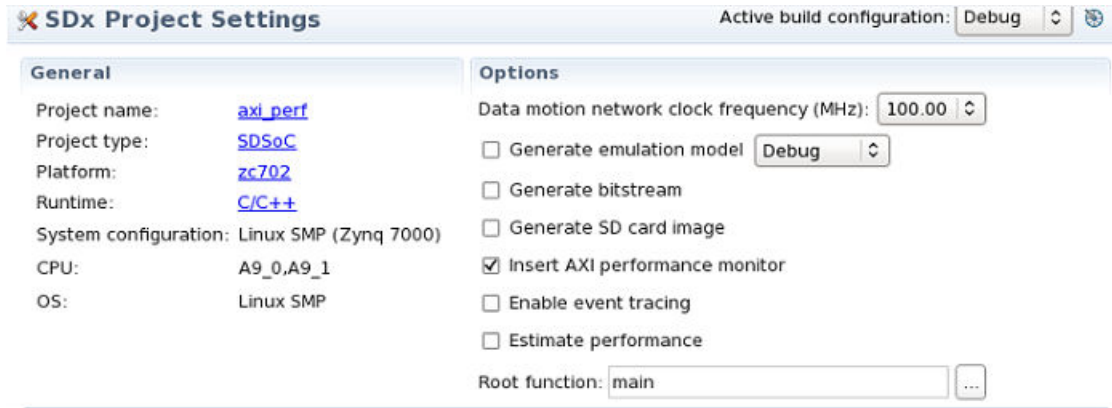 SDx Project Settings
Active build configuration: Debug
General
Project name: axi_perf
Project type: SDSoC
Platform: zc702
Runtime: C/C++
System configuration: Linux SMP (Zynq 7000)
CPU: A9_0,A9_1
OS: Linux SMP
Options
Data motion network clock frequency (MHz): 100.00
Generate emulation model Debug
Generate bitstream
Generate SD card image
Insert AXI performance monitor
Enable event tracing
Estimate performance
Root function: main ...